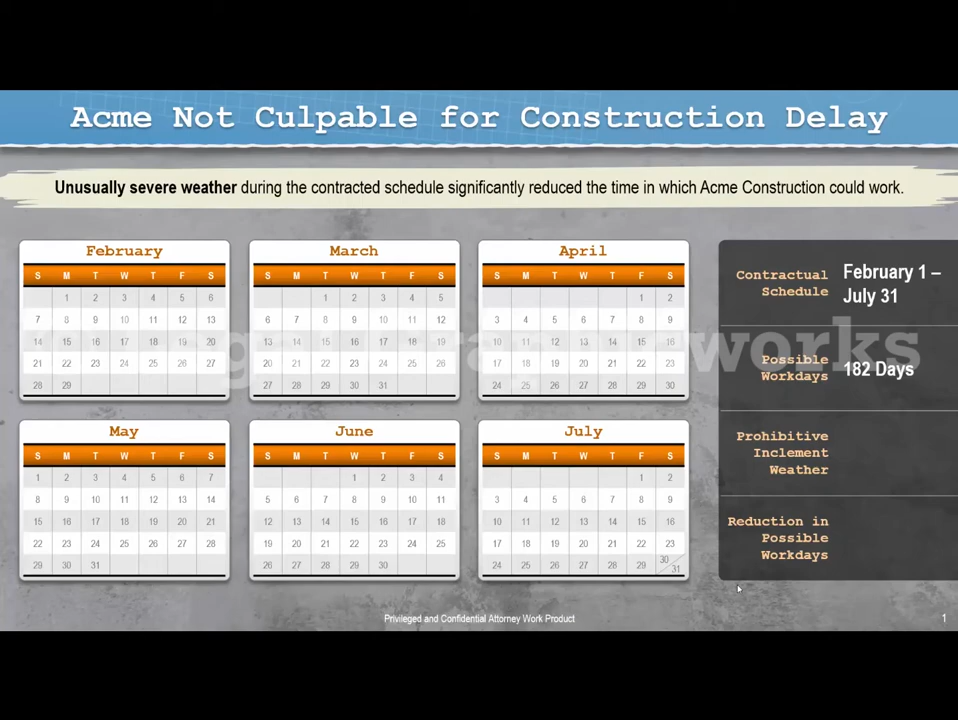 Acme Not Culpable for Construction Delay
Unusually severe weather during the contracted schedule significantly reduced the time in which Acme Construction could work.
February
S M T W T F S
1 2 3 4 5 6
7 8 9 10 11 12 13
14 15 16 17 18 19 20
21 22 23 24 25 26 27
28 29
March
S M T W T F S
1 2 3 4 5
6 7 8 9 10 11 12
13 14 15 16 17 18 19
20 21 22 23 24 25 26
27 28 29 30 31
April
S M T W T F S
1 2
3 4 5 6 7 8 9
10 11 12 13 14 15 16
17 18 19 20 21 22 23
24 25 26 27 28 29 30
May
S M T W T F S
1 2 3 4 5 6 7
8 9 10 11 12 13 14
15 16 17 18 19 20 21
22 23 24 25 26 27 28
29 30 31
June
S M T W T F S
1 2 3 4
5 6 7 8 9 10 11
12 13 14 15 16 17 18
19 20 21 22 23 24 25
26 27 28 29 30
July
S M T W T F S
1 2
3 4 5 6 7 8 9
10 11 12 13 14 15 16
17 18 19 20 21 22 23
24 25 26 27 28 29 30 31
Contractual
Schedule
February 1 –
July 31
Possible
Workdays
182 Days
Prohibitive
Inclement
Weather
Reduction in
Possible
Workdays
works
Privileged and Confidential Attorney Work Product
1